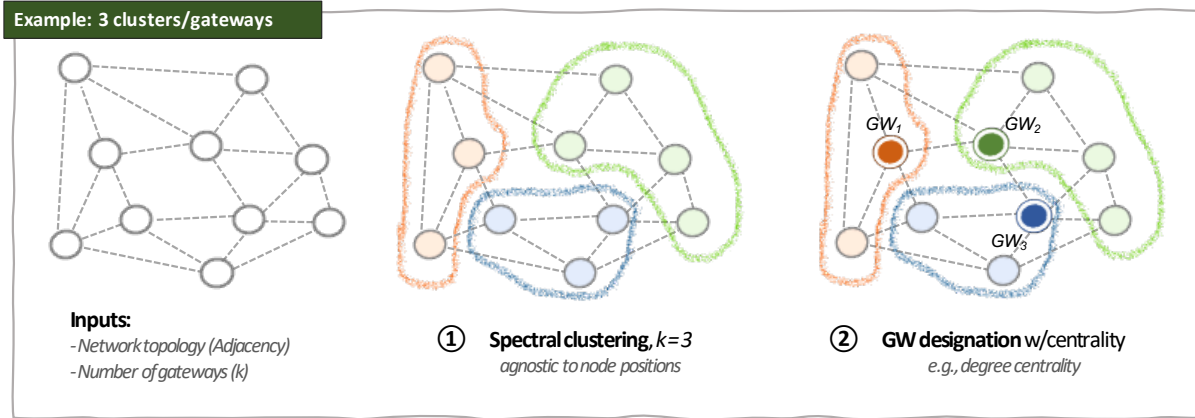 Example: 3 clusters/gateways
GW1
GW2
GW3
Inputs:
- Network topology (Adjacency)
- Number of gateways (k)
① Spectral clustering, k = 3
agnostic to node positions
② GW designation w/centrality
e.g., degree centrality